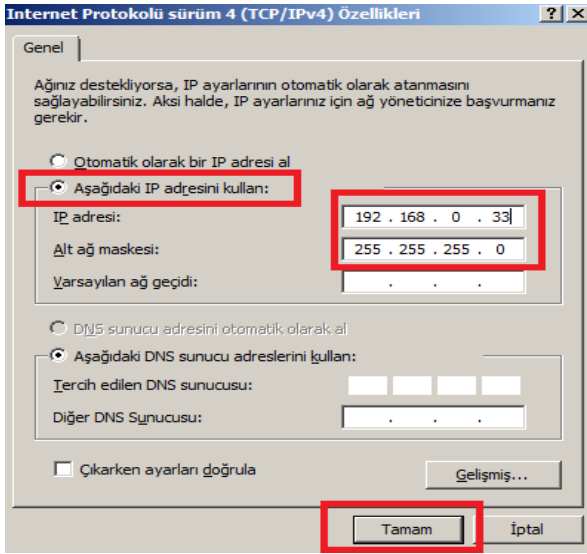 Internet Protokolü sürüm 4 (TCP/IPv4) Özellikleri
Genel
Ağınız destekliyorsa, IP ayarlarının otomatik olarak atanmasını
sağlayabilirsiniz. Aksi halde, IP ayarlarınız için ağ yöneticinize başvurmanız
gerekir.
Otomatik olarak bir IP adresi al
Aşağıdaki IP adresini kullan:
IP adresi: 192 . 168 . 0 . 33
Alt ağ maskesi: 255 . 255 . 255 . 0
Varsayılan ağ geçidi: . . .
DNS sunucu adresini otomatik olarak al
Aşağıdaki DNS sunucu adreslerini kullan:
Tercih edilen DNS sunucusu:
Diğer DNS Sunucusu: . . .
Çıkarken ayarları doğrula
Gelişmiş...
Tamam İptal